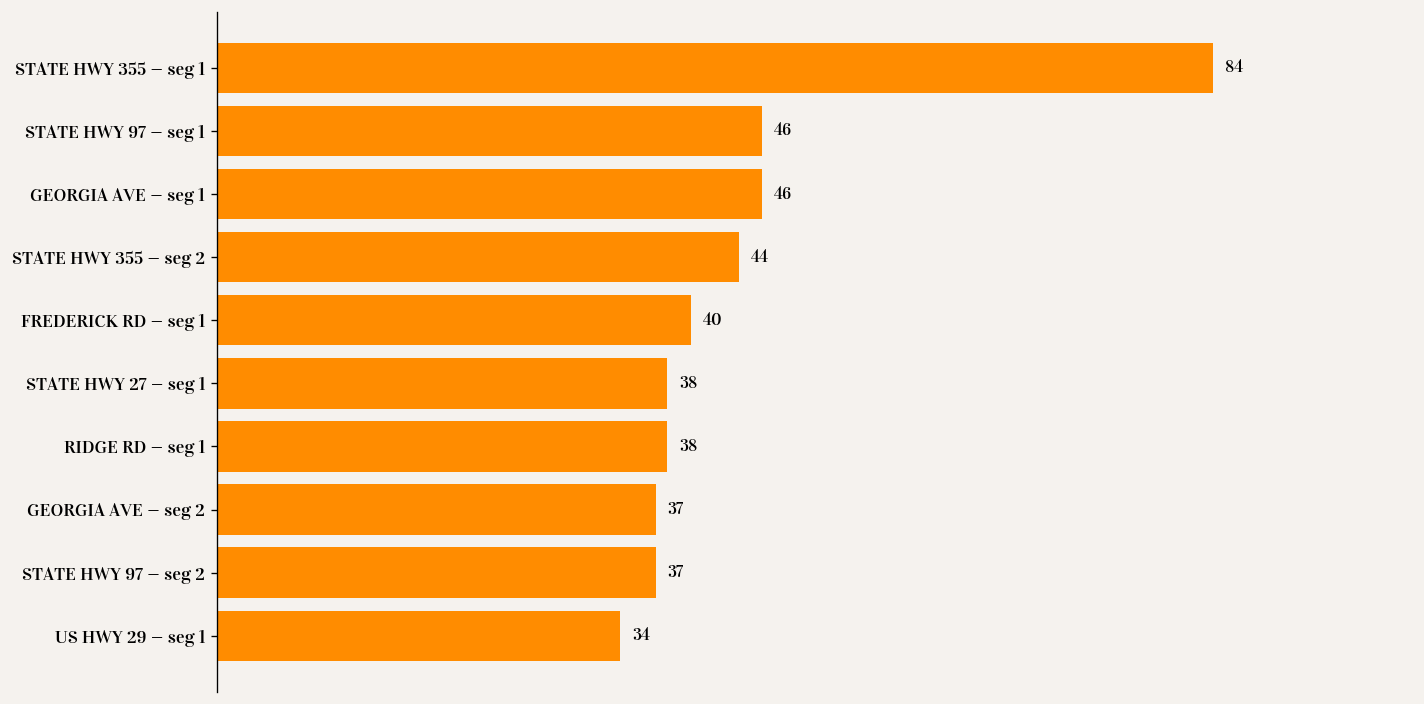 STATE HWY 355 – seg 1 84
STATE HWY 97 – seg 1 46
GEORGIA AVE – seg 1 46
STATE HWY 355 – seg 2 44
FREDERICK RD – seg 1 40
STATE HWY 27 – seg 1 38
RIDGE RD – seg 1 38
GEORGIA AVE – seg 2 37
STATE HWY 97 – seg 2 37
US HWY 29 – seg 1 34